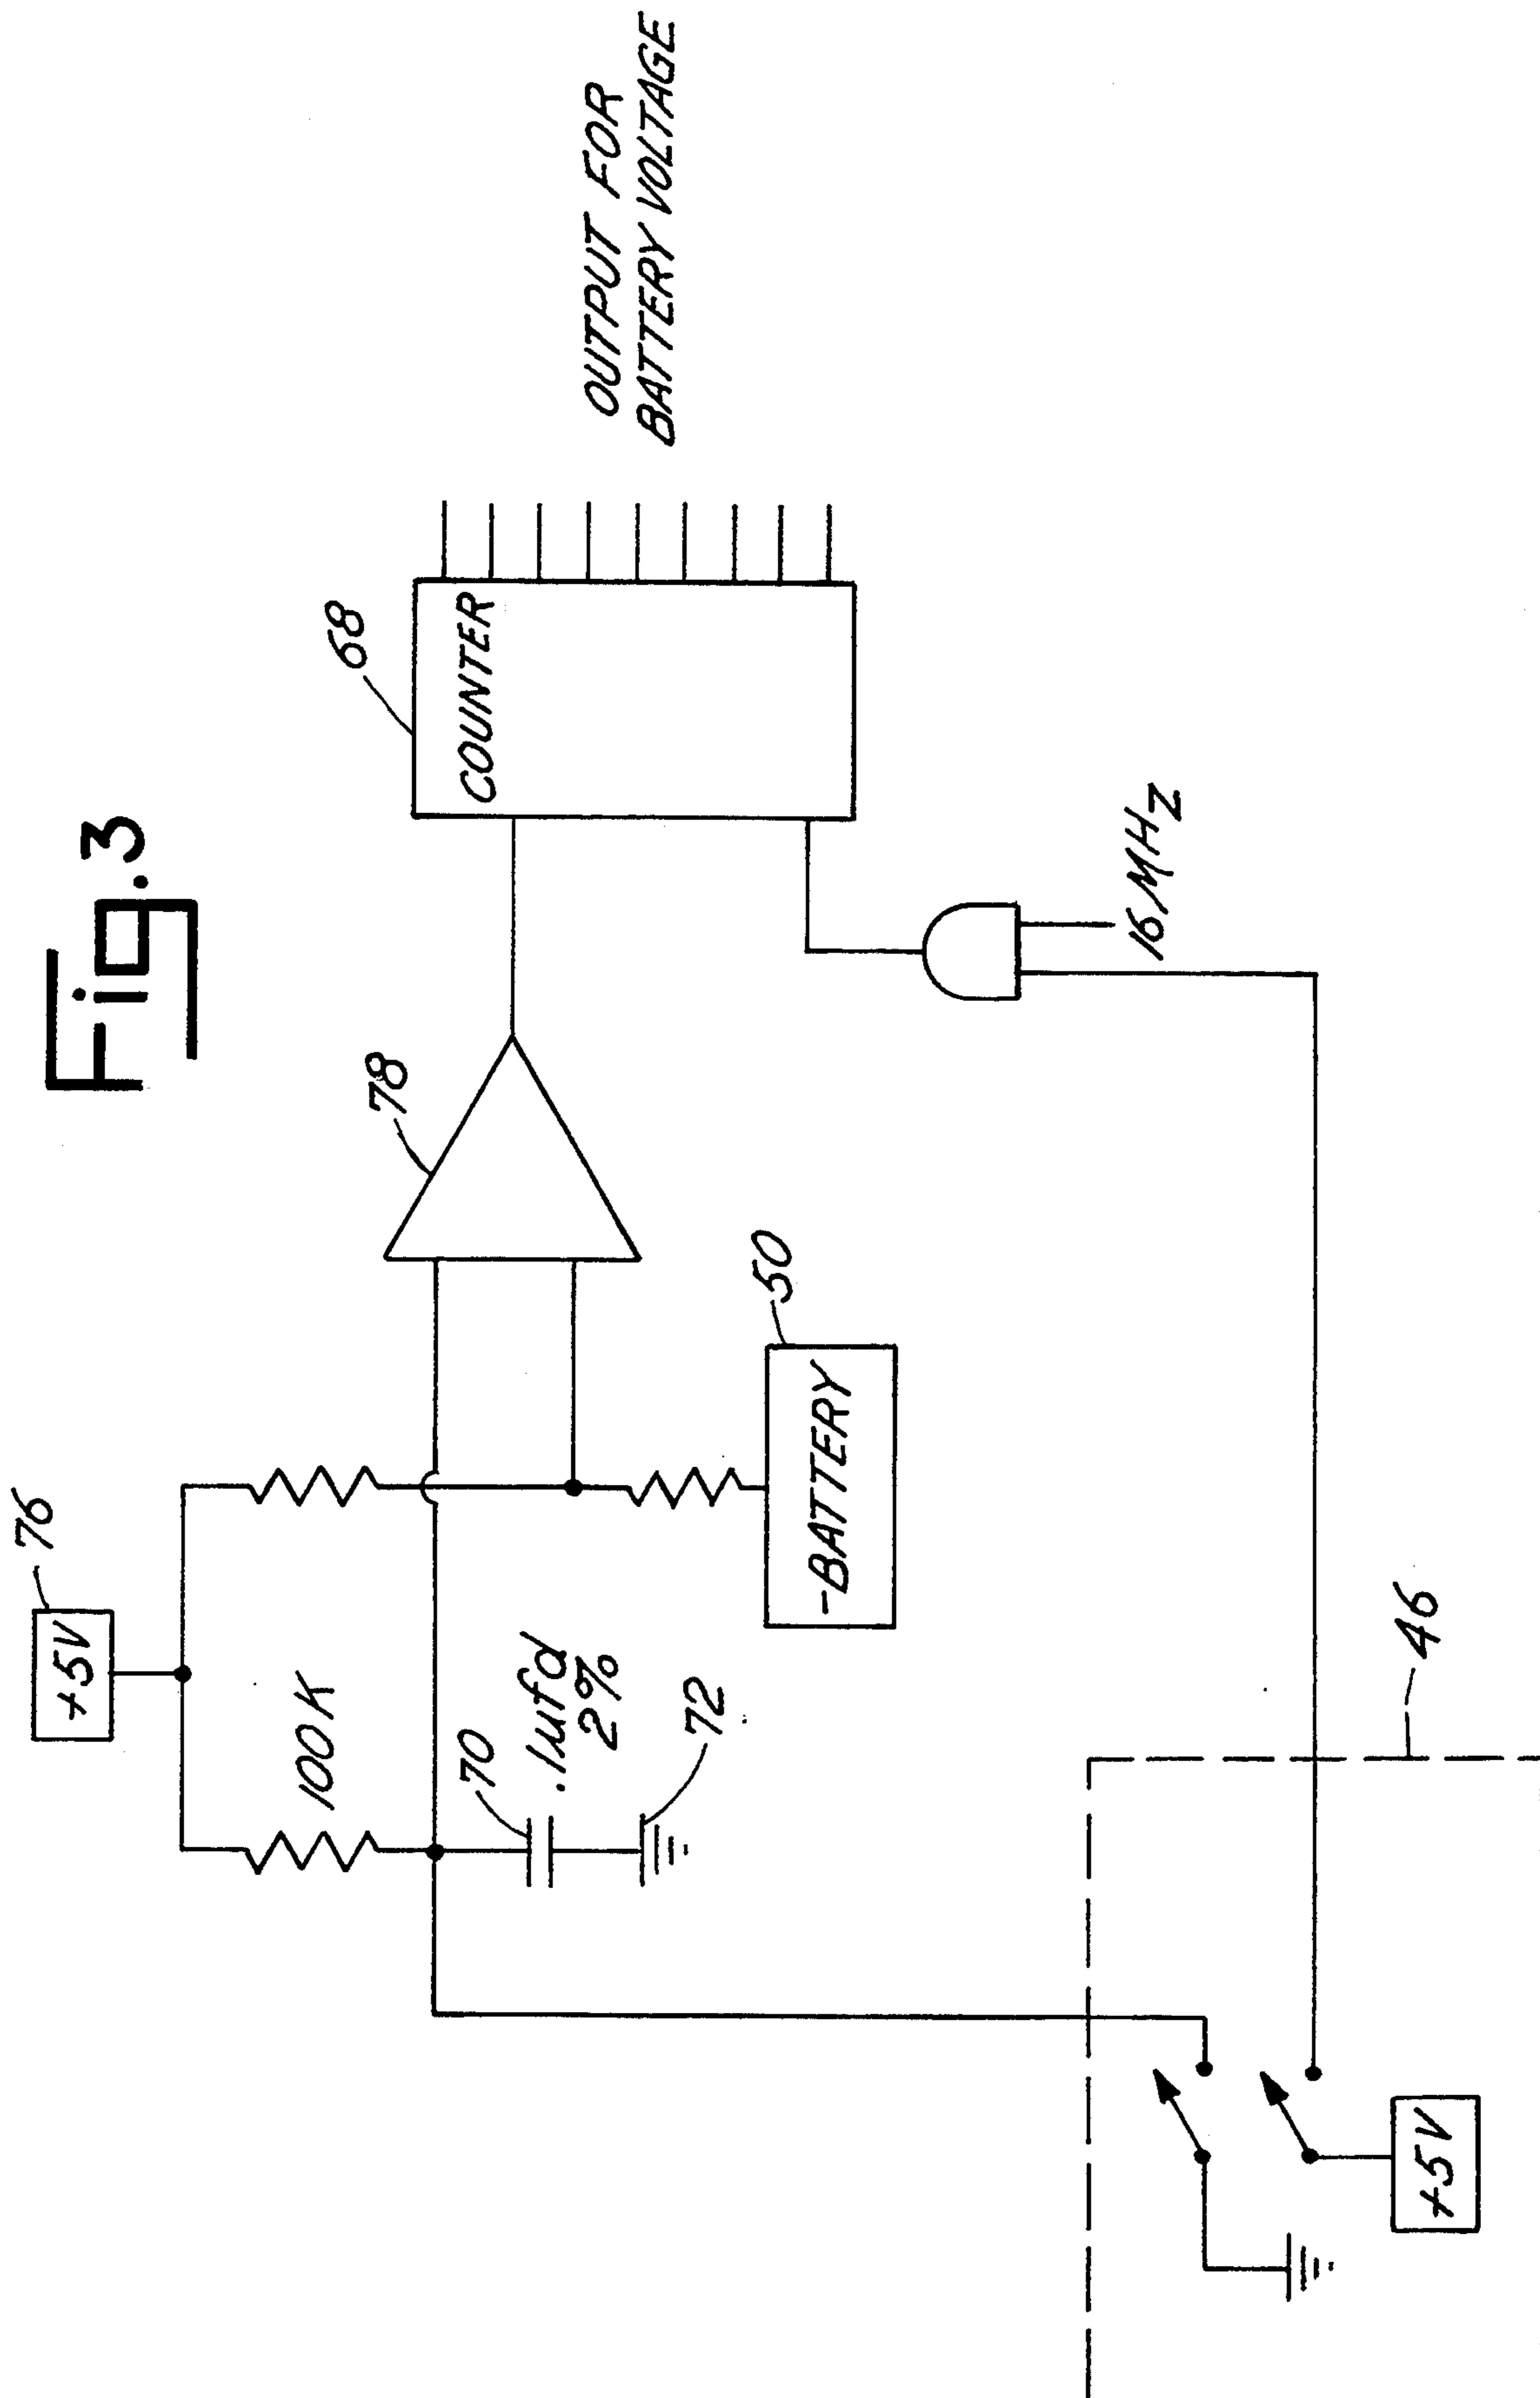 Fig.3
76
+5V
100K
70
.1ufd
2%
72
78
68
COUNTER
OUTPUT FOR
BATTERY VOLTAGE
50
-BATTERY
16MHz
46
+5V